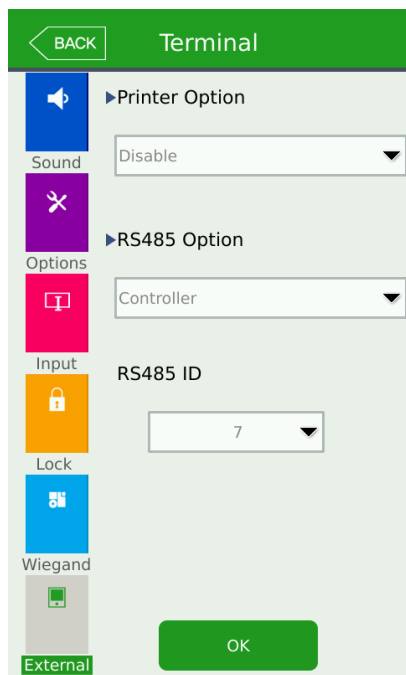 BACK
Terminal
Sound
Options
Input
Lock
Wiegand
External
Printer Option
Disable
RS485 Option
Controller
RS485 ID
7
OK